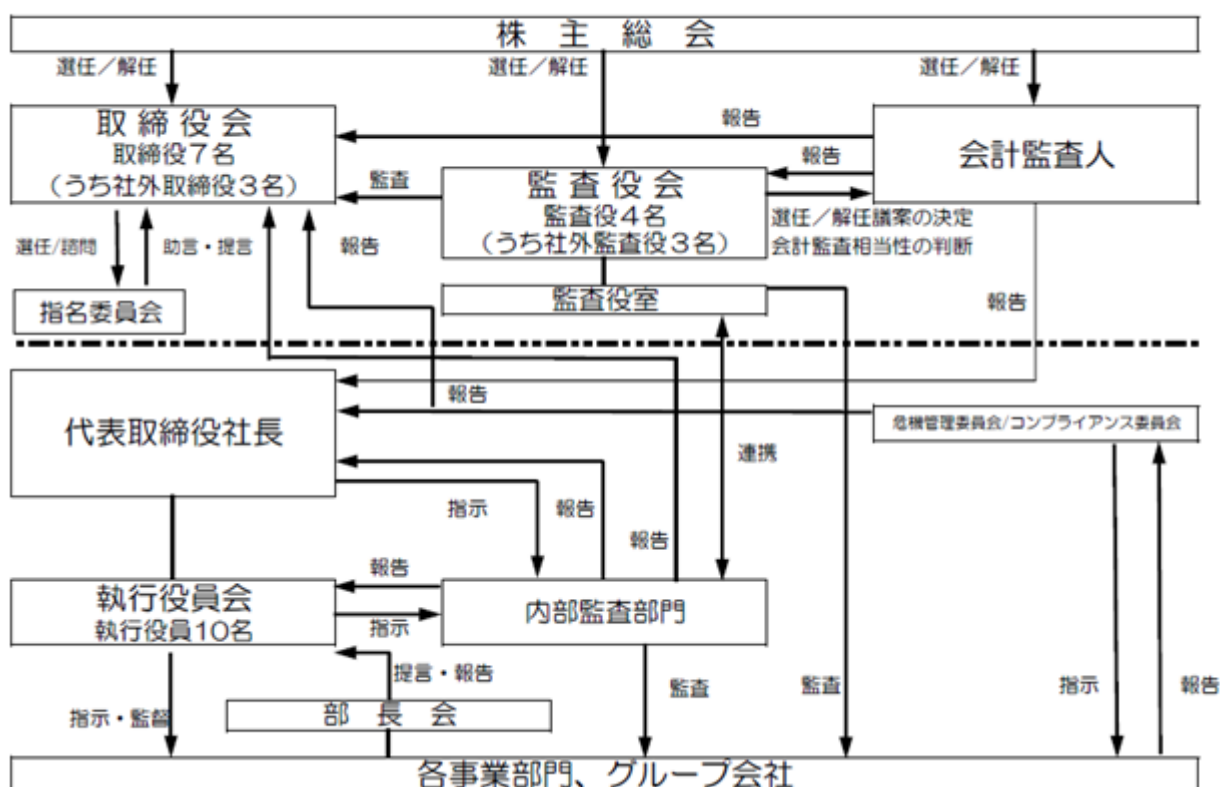 株 主 総 会
選任／解任
選任／解任
選任／解任
取 締 役 会
取締役７名
（うち社外取締役３名）
報告
会計監査人
報告
監査
監 査 役 会
監査役４名
（うち社外監査役３名）
選任／解任議案の決定
会計監査相当性の判断
選任/諮問
助言・提言
報告
監査役室
指名委員会
報告
代表取締役社長
報告
危機管理委員会/コンプライアンス委員会
連携
指示
報告
報告
執行役員会
執行役員１０名
報告
指示
内部監査部門
提言・報告
監査
監査
指示
報告
指示・監督
部 長 会
各事業部門、グループ会社